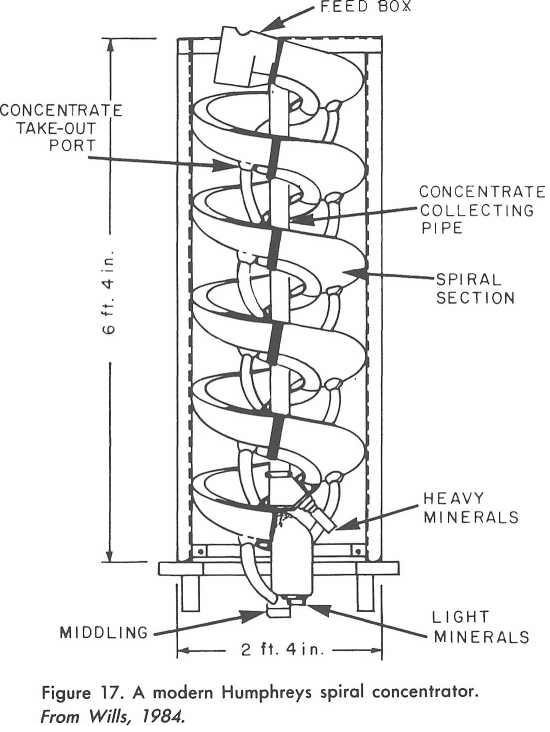 FEED BOX
CONCENTRATE
TAKE-OUT
PORT
CONCENTRATE
COLLECTING
PIPE
6 ft. 4 in.
SPIRAL
SECTION
HEAVY
MINERALS
MIDDLING
LIGHT
MINERALS
2 ft. 4 in.
Figure 17. A modern Humphreys spiral concentrator.
From Wills, 1984.